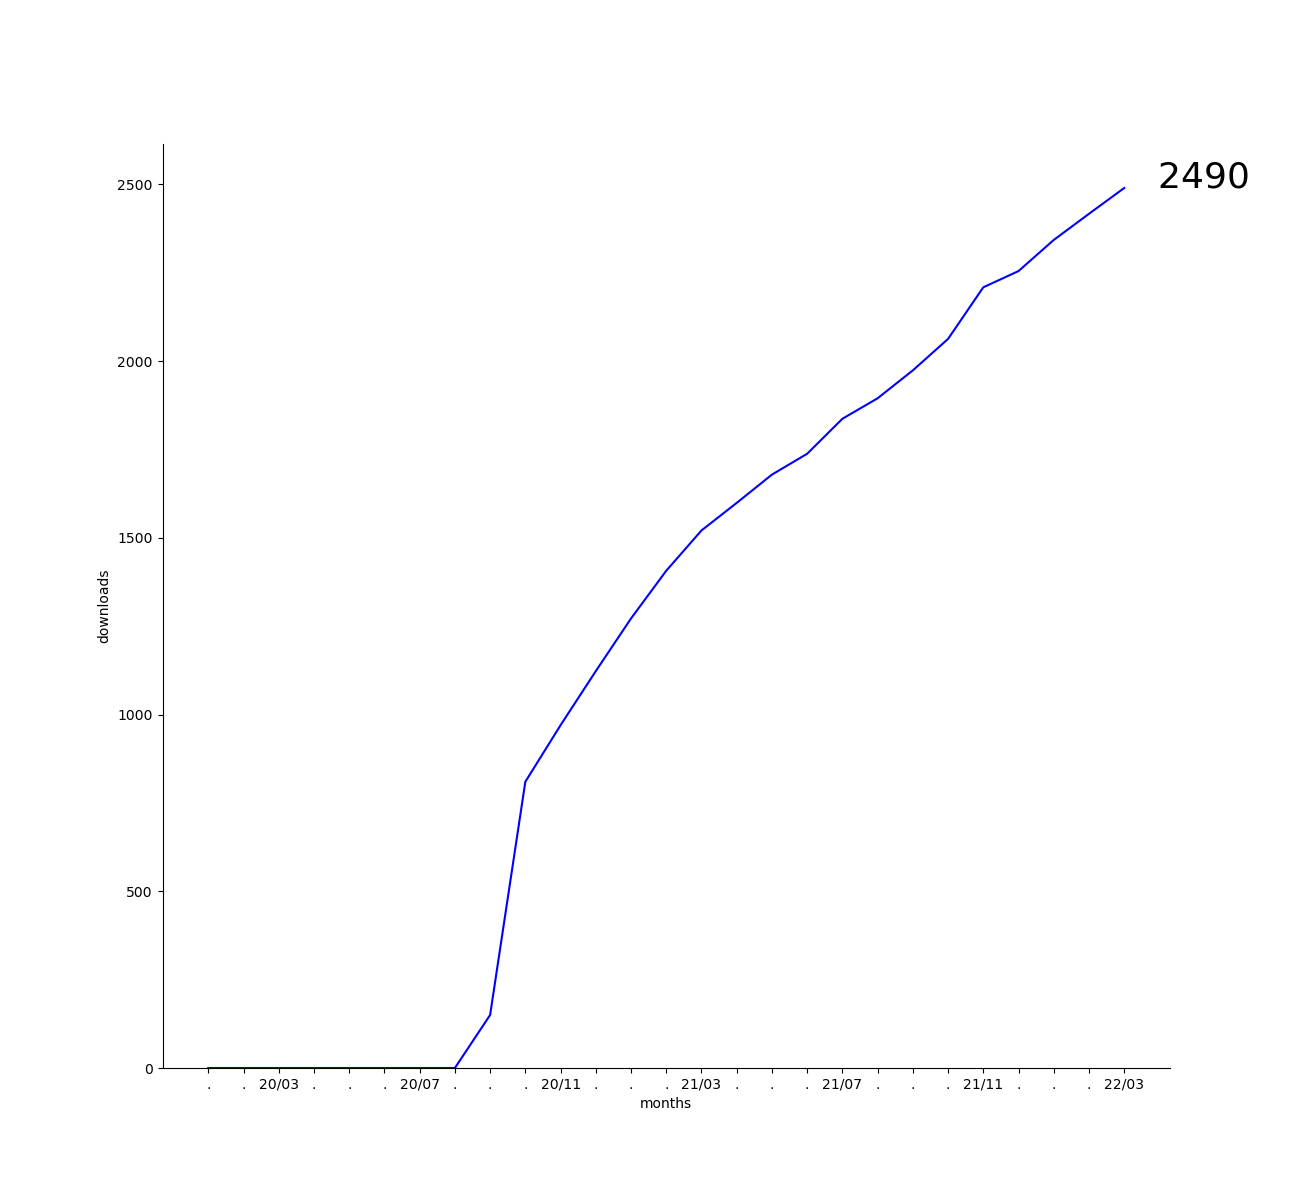 2490
2500
2000
1500
1000
500
0
downloads
. . 20/03 . . . 20/07 . . . 20/11 . . . 21/03 . . . 21/07 . . . 21/11 . . . 22/03
months